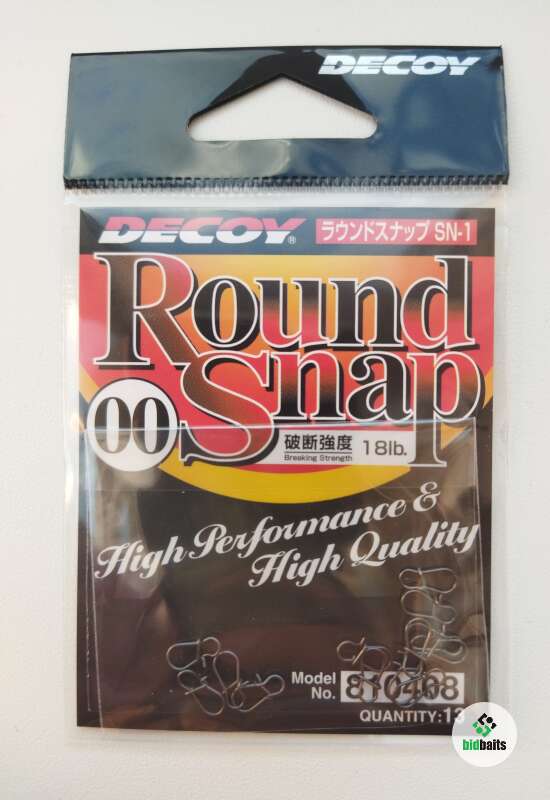 DECOY
DECOY® ラウンドスナップ SN-1
Round
Snap
00
破断強度 18lb.
Breaking Strength
High Performance &
High Quality
Model
No. 810408
QUANTITY:13
bidbaits